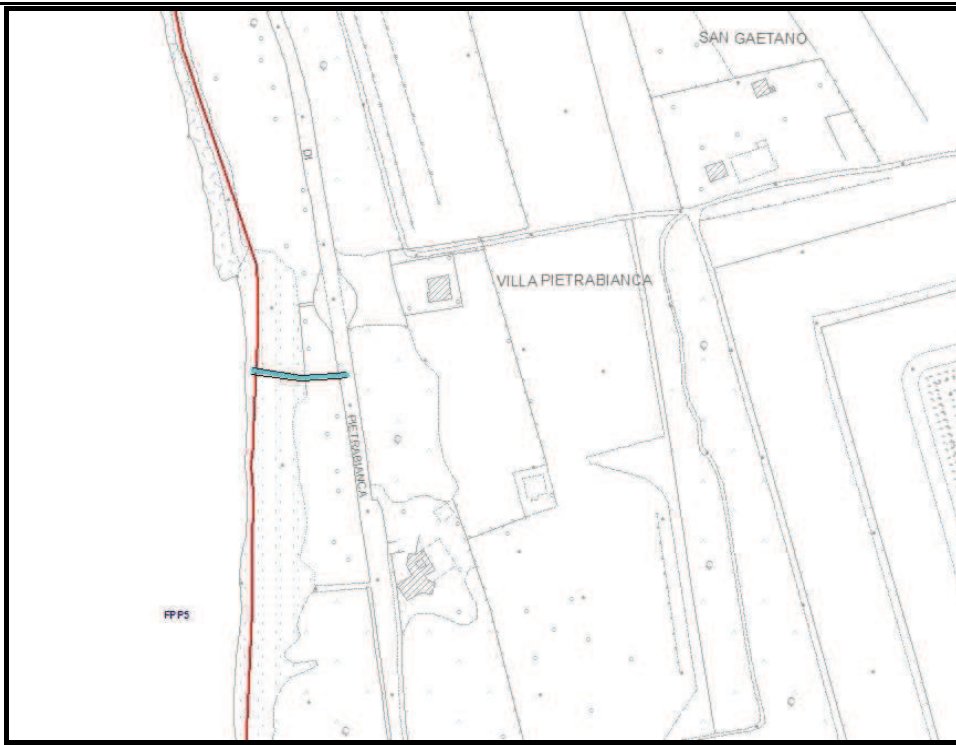 SAN GAETANO
DI
VILLA PIETRABIANCA
PIETRABIANCA
FPP5